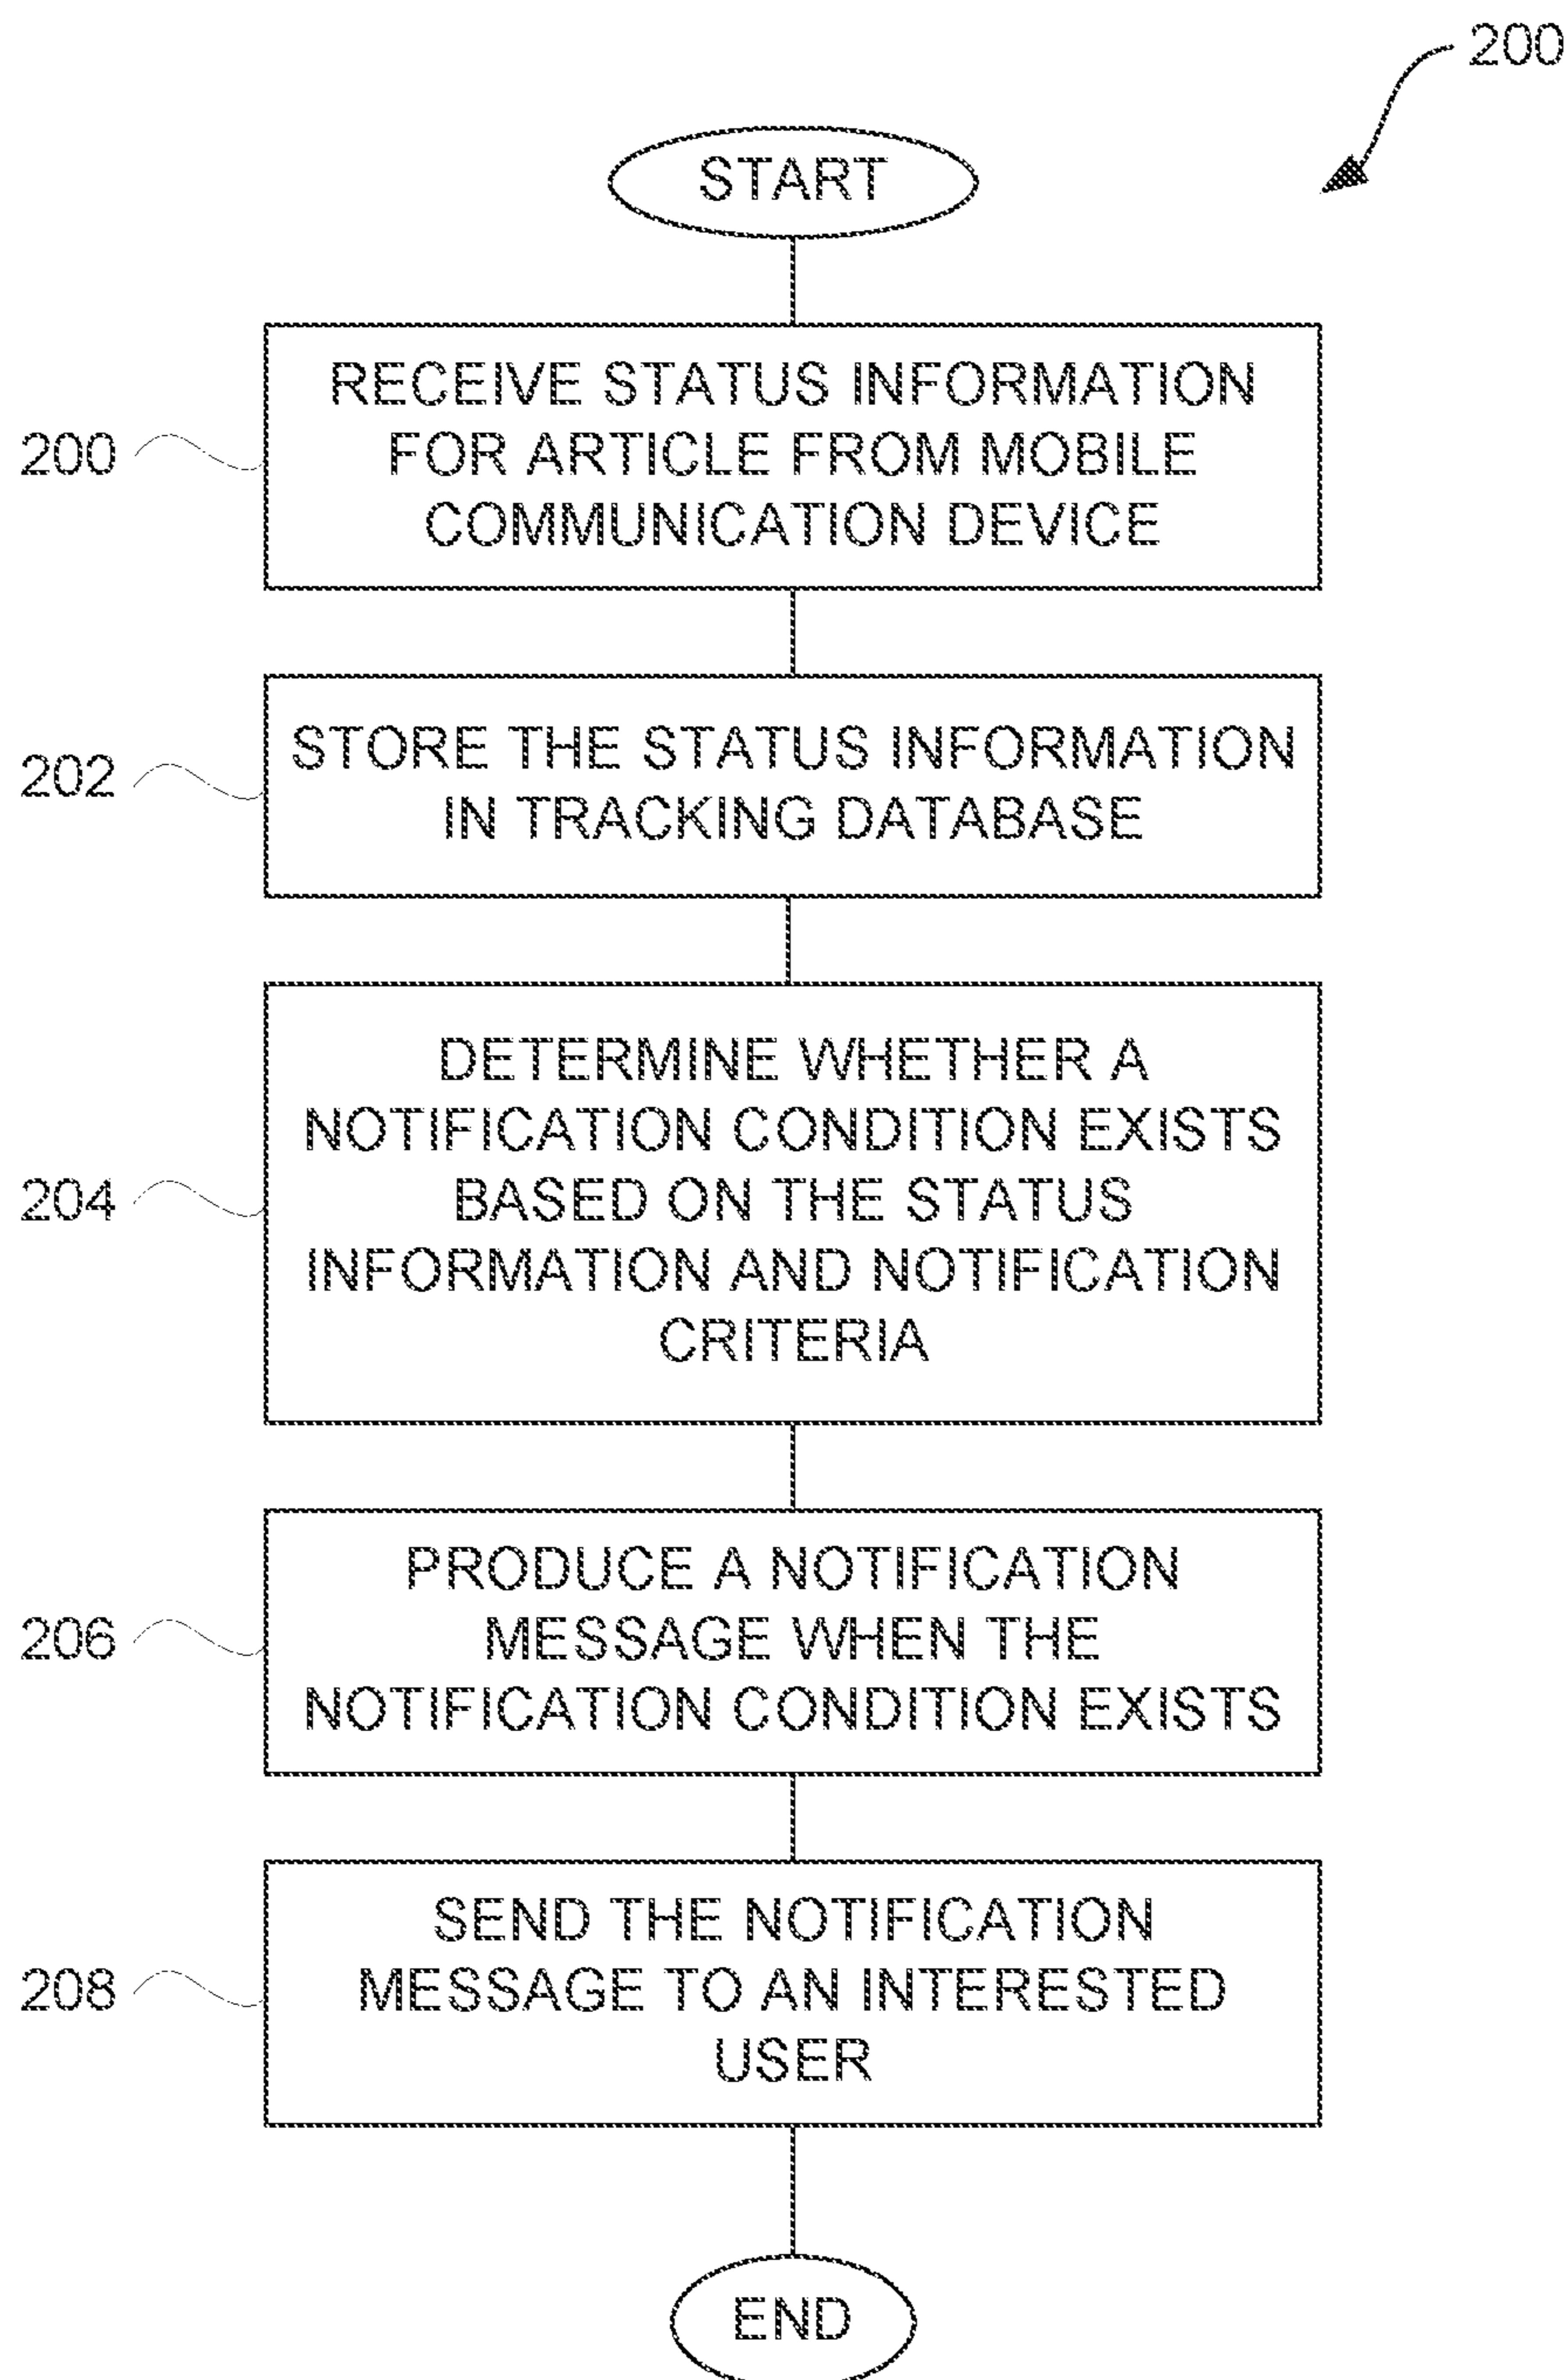 200
START
RECEIVE STATUS INFORMATION
FOR ARTICLE FROM MOBILE
COMMUNICATION DEVICE
200
STORE THE STATUS INFORMATION
IN TRACKING DATABASE
202
DETERMINE WHETHER A
NOTIFICATION CONDITION EXISTS
BASED ON THE STATUS
INFORMATION AND NOTIFICATION
CRITERIA
204
PRODUCE A NOTIFICATION
MESSAGE WHEN THE
NOTIFICATION CONDITION EXISTS
206
SEND THE NOTIFICATION
MESSAGE TO AN INTERESTED
USER
208
END